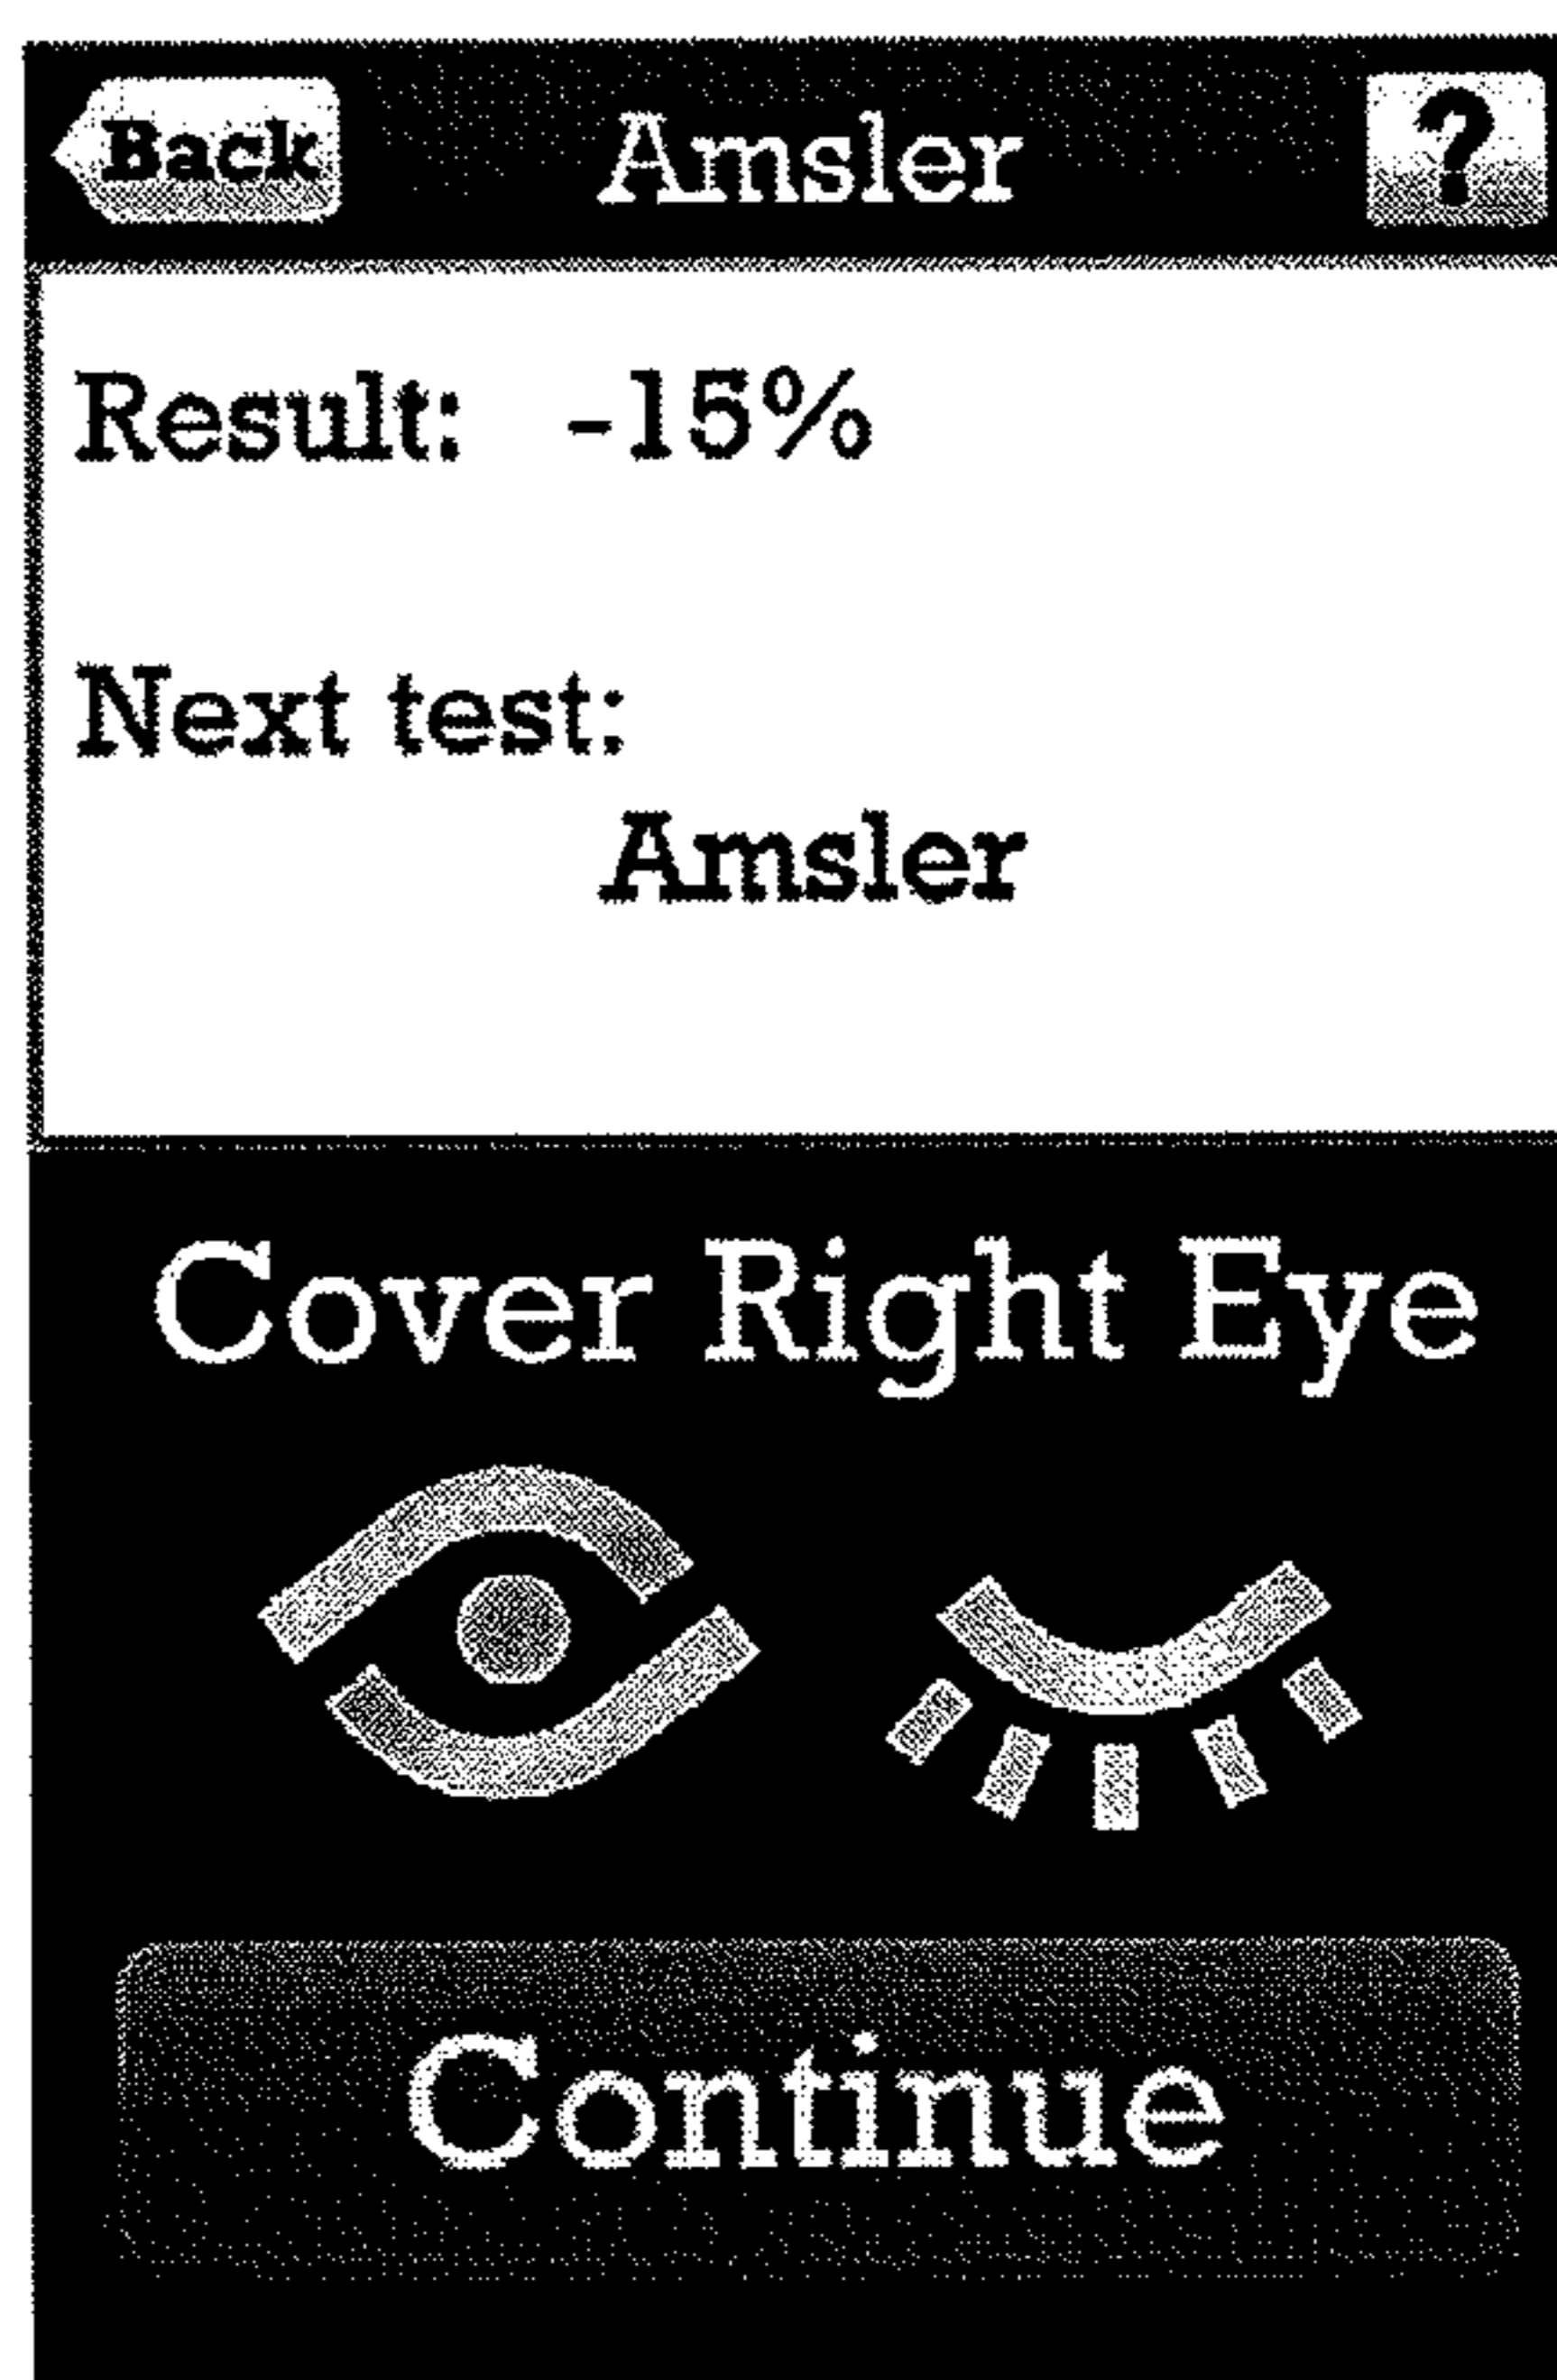 Back Amsler ?
Result: -15%
Next test:
Amsler
Cover Right Eye
Continue